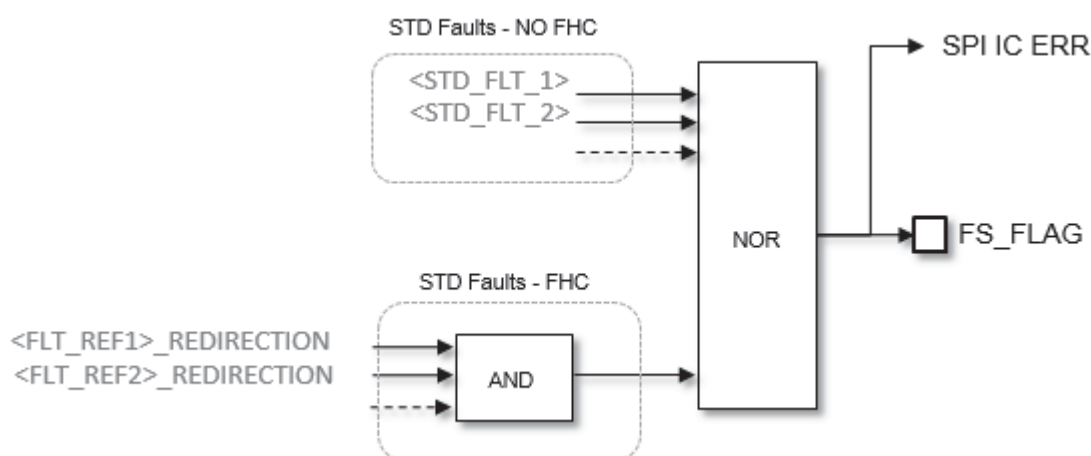 STD Faults - NO FHC
<STD_FLT_1>
<STD_FLT_2>
SPI IC ERR
NOR
FS_FLAG
STD Faults - FHC
<FLT_REF1>_REDIRECTION
<FLT_REF2>_REDIRECTION
AND